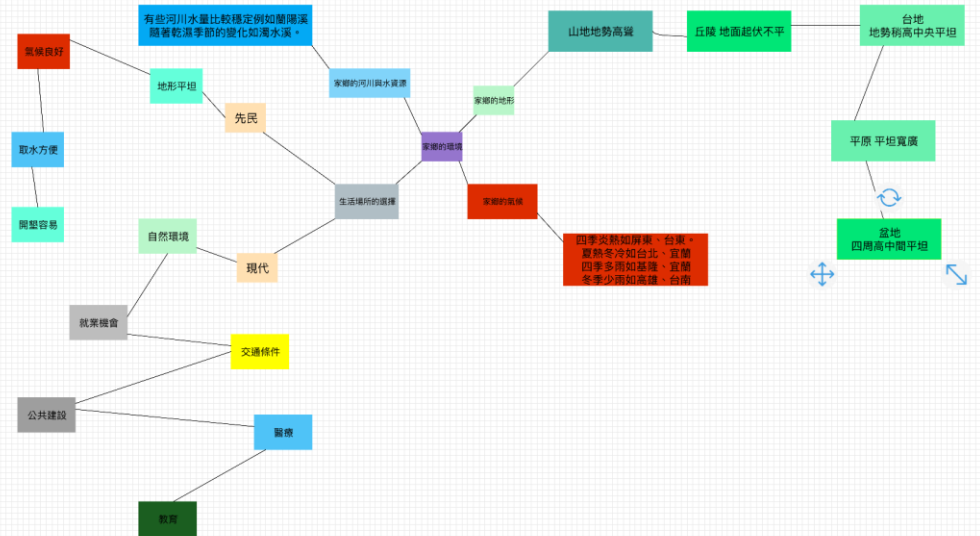 有些河川水量比較穩定例如蘭陽溪
隨著乾濕季節的變化如濁水溪。
山地地勢高聳
丘陵 地面起伏不平
台地
地勢稍高中央平坦
氣候良好
地形平坦
家鄉的河川與水資源
家鄉的地形
先民
取水方便
家鄉的環境
平原 平坦寬廣
生活場所的選擇
家鄉的氣候
開墾容易
自然環境
盆地
四周高中間平坦
四季炎熱如屏東、台東。
夏熱冬冷如台北、宜蘭
四季多雨如基隆、宜蘭
冬季少雨如高雄、台南
現代
就業機會
交通條件
公共建設
醫療
教育